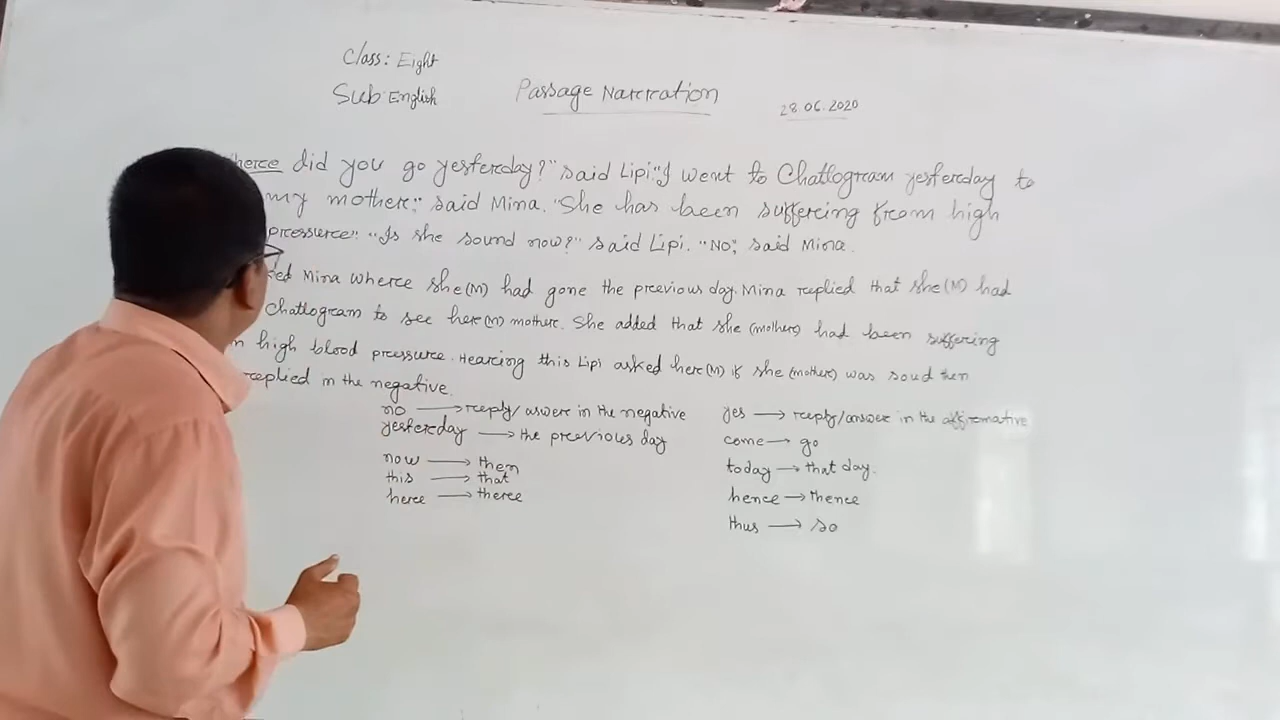 Class: Eight
Sub: English
Passage Narration
28.06.2020
here did you go yesterday?" said Lipi. "I went to Chattogram yesterday to
my mother," said Mina. "She has been suffering from high
pressure." "Is she sound now?" said Lipi. "No", said Mina.
ked Mina where she (M) had gone the previous day. Mina replied that she (M) had
Chattogram to see her (M) mother. She added that she (mother) had been suffering
m high blood pressure. Hearing this Lipi asked her (M) if she (mother) was soud then
replied in the negative.
no → reply/ aswer in the negative
yesterday → the previous day
now → then
this → that
here → there
yes → reply/answer in the affirmative
come → go
today → that day.
hence → thence
thus → so